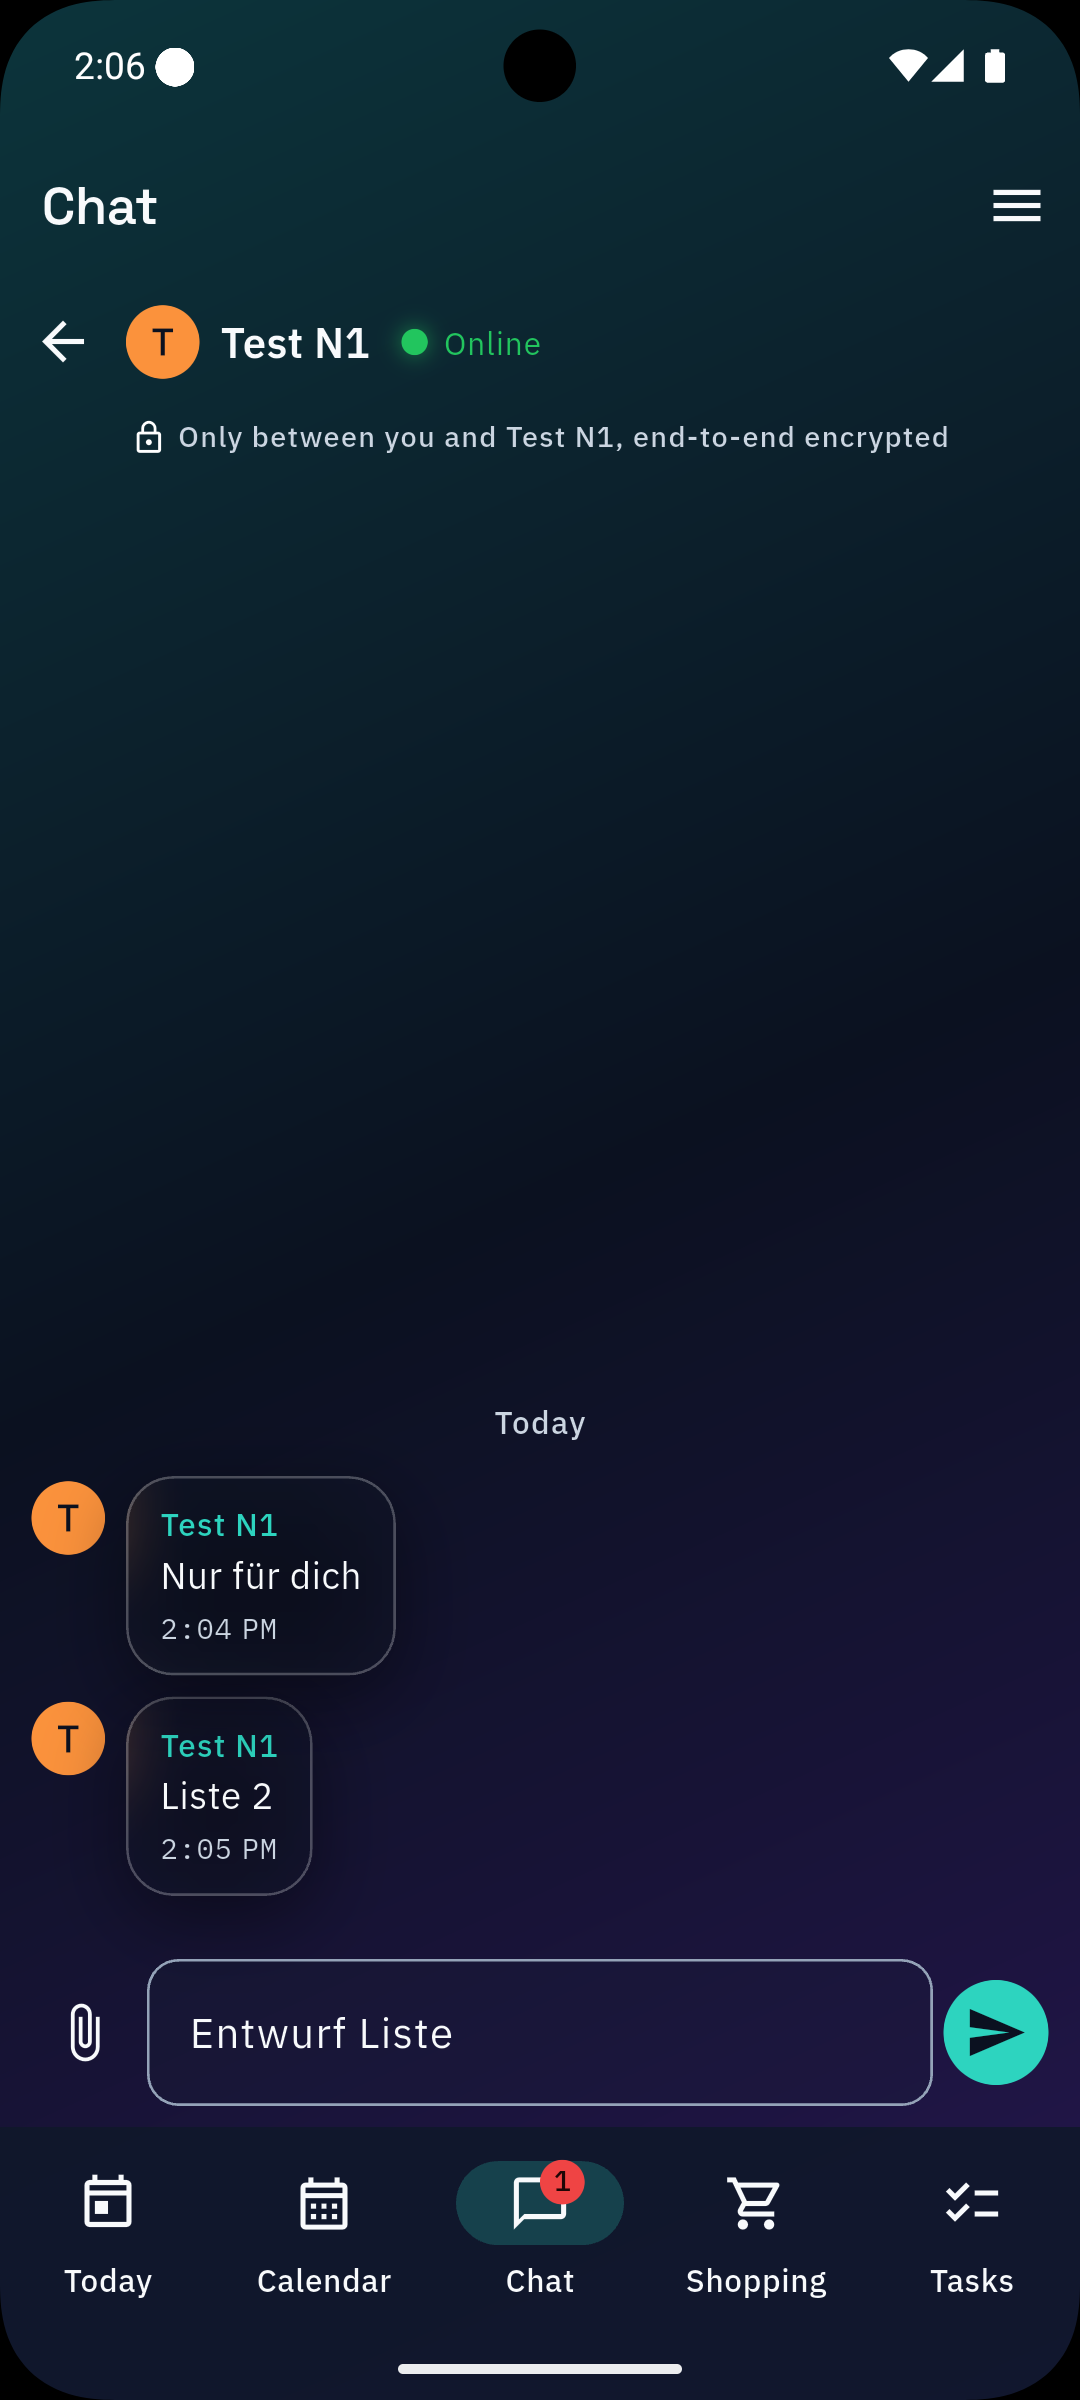 2:06
Chat
T Test N1 Online
Only between you and Test N1, end-to-end encrypted
Today
T
Test N1
Nur für dich
2:04 PM
T
Test N1
Liste 2
2:05 PM
Entwurf Liste
1
Today Calendar Chat Shopping Tasks